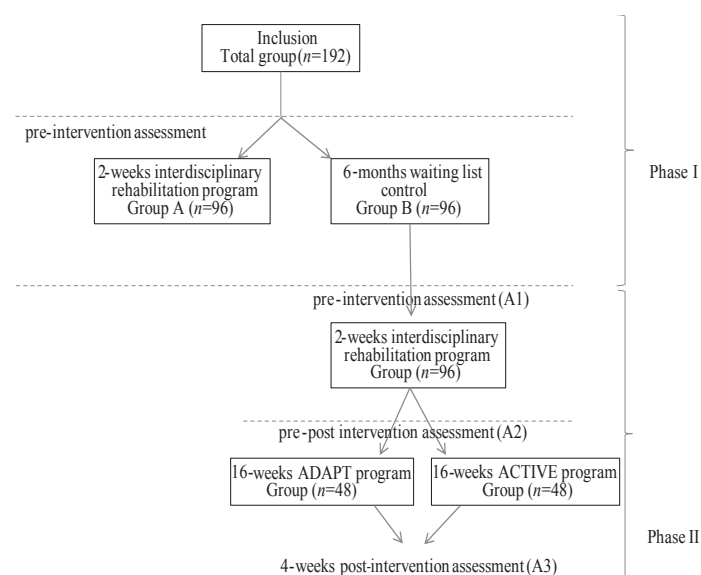 Inclusion
Total group (n=192)
pre-intervention assessment
2-weeks interdisciplinary
rehabilitation program
Group A (n=96)
6-months waiting list
control
Group B (n=96)
Phase I
pre-intervention assessment (A1)
2-weeks interdisciplinary
rehabilitation program
Group (n=96)
pre-post intervention assessment (A2)
16-weeks ADAPT program
Group (n=48)
16-weeks ACTIVE program
Group (n=48)
Phase II
4-weeks post-intervention assessment (A3)